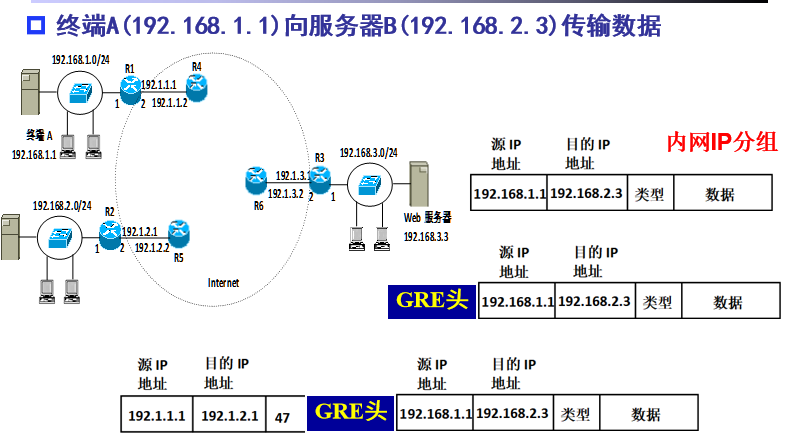 终端A(192.168.1.1)向服务器B(192.168.2.3)传输数据
192.168.1.0/24
R1
R4
192.1.1.1
1
2
192.1.1.2
终端 A
192.168.1.1
192.168.2.0/24
R2
192.1.2.1
1
2
192.1.2.2
R5
Internet
192.168.3.0/24
R3
192.1.3.1
192.1.3.2
2
1
R6
Web 服务器
192.168.3.3
内网IP分组
源 IP
地址
目的 IP
地址
192.168.1.1
192.168.2.3
类型
数据
源 IP
地址
目的 IP
地址
GRE头
192.168.1.1
192.168.2.3
类型
数据
源 IP
地址
目的 IP
地址
源 IP
地址
目的 IP
地址
192.1.1.1
192.1.2.1
47
GRE头
192.168.1.1
192.168.2.3
类型
数据